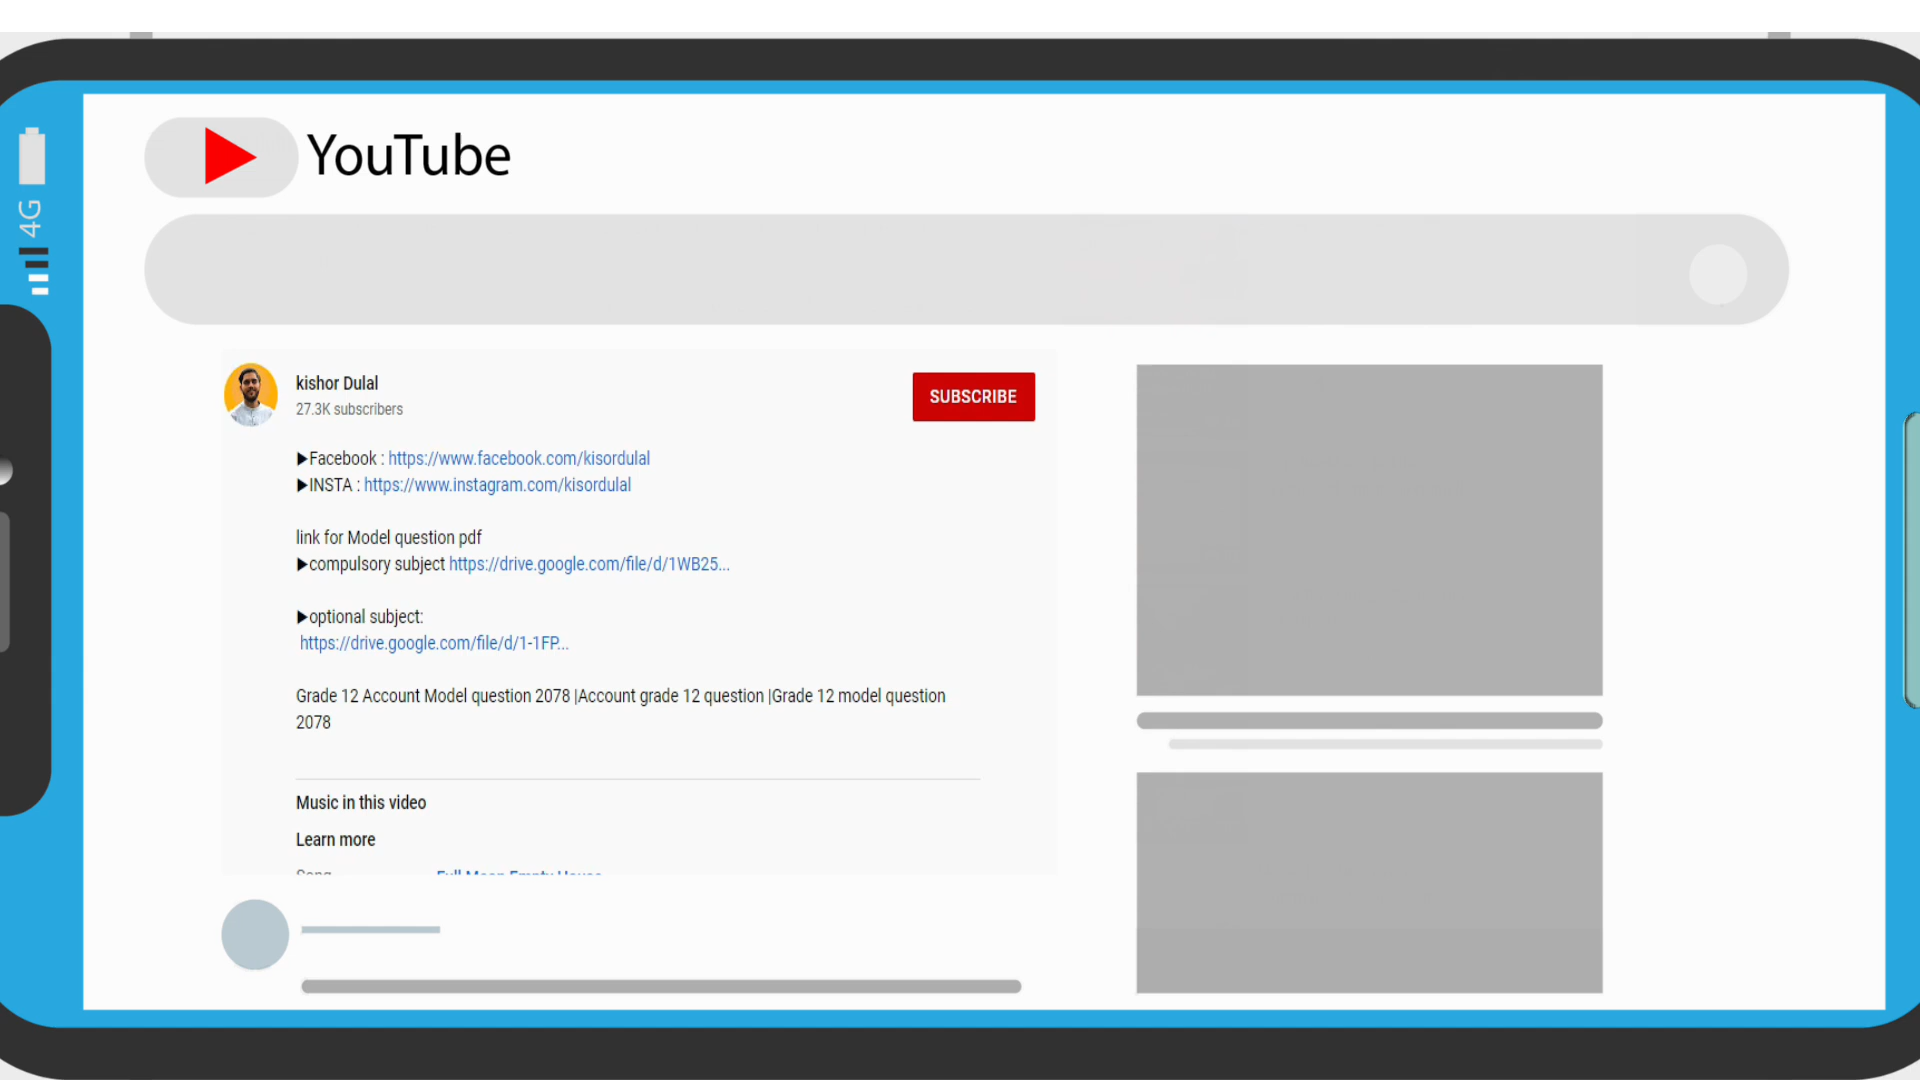 4G
YouTube
kishor Dulal
27.3K subscribers
SUBSCRIBE
▶Facebook : https://www.facebook.com/kisordulal
▶INSTA : https://www.instagram.com/kisordulal
link for Model question pdf
▶compulsory subject https://drive.google.com/file/d/1WB25...
▶optional subject:
https://drive.google.com/file/d/1-1FP...
Grade 12 Account Model question 2078 |Account grade 12 question |Grade 12 model question
2078
Music in this video
Learn more